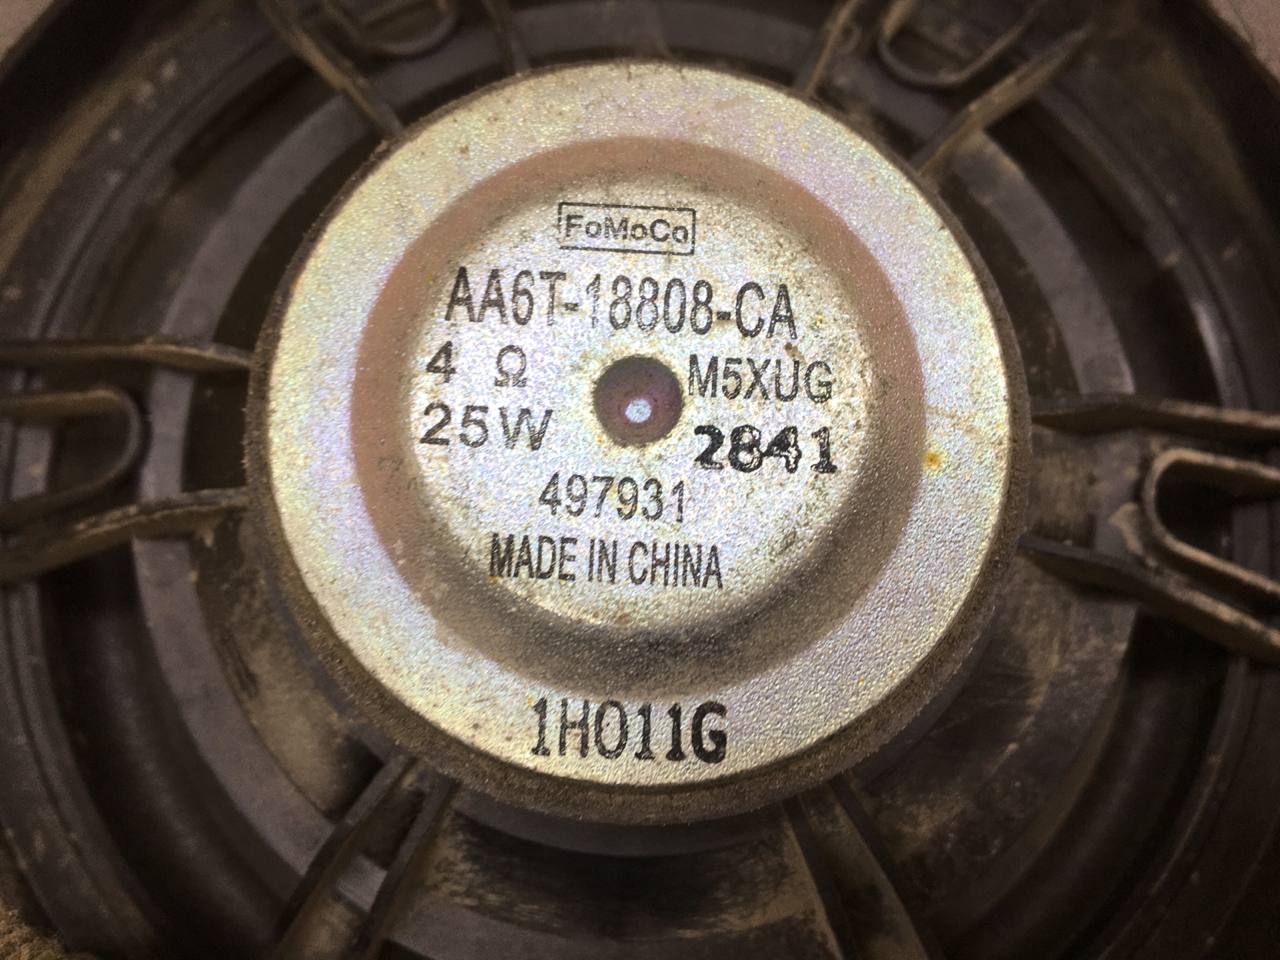 FoMoCo
AA6T-18808-CA
4 Ω M5XUG
25W 2841
497931
MADE IN CHINA
1H011G